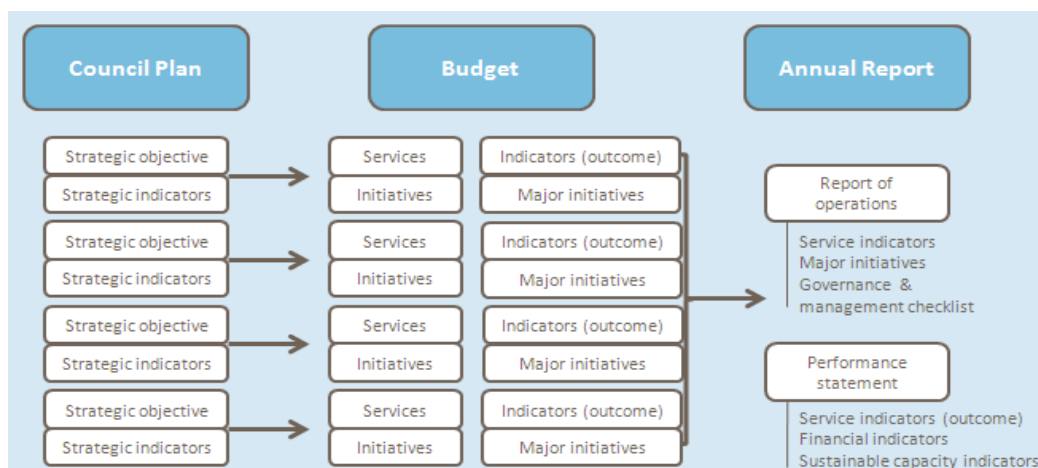 Council Plan
Budget
Annual Report
Strategic objective
Strategic indicators
Services
Initiatives
Indicators (outcome)
Major initiatives
Strategic objective
Strategic indicators
Services
Initiatives
Indicators (outcome)
Major initiatives
Strategic objective
Strategic indicators
Services
Initiatives
Indicators (outcome)
Major initiatives
Strategic objective
Strategic indicators
Services
Initiatives
Indicators (outcome)
Major initiatives
Report of
operations
Service indicators
Major initiatives
Governance &
management checklist
Performance
statement
Service indicators (outcome)
Financial indicators
Sustainable capacity indicators